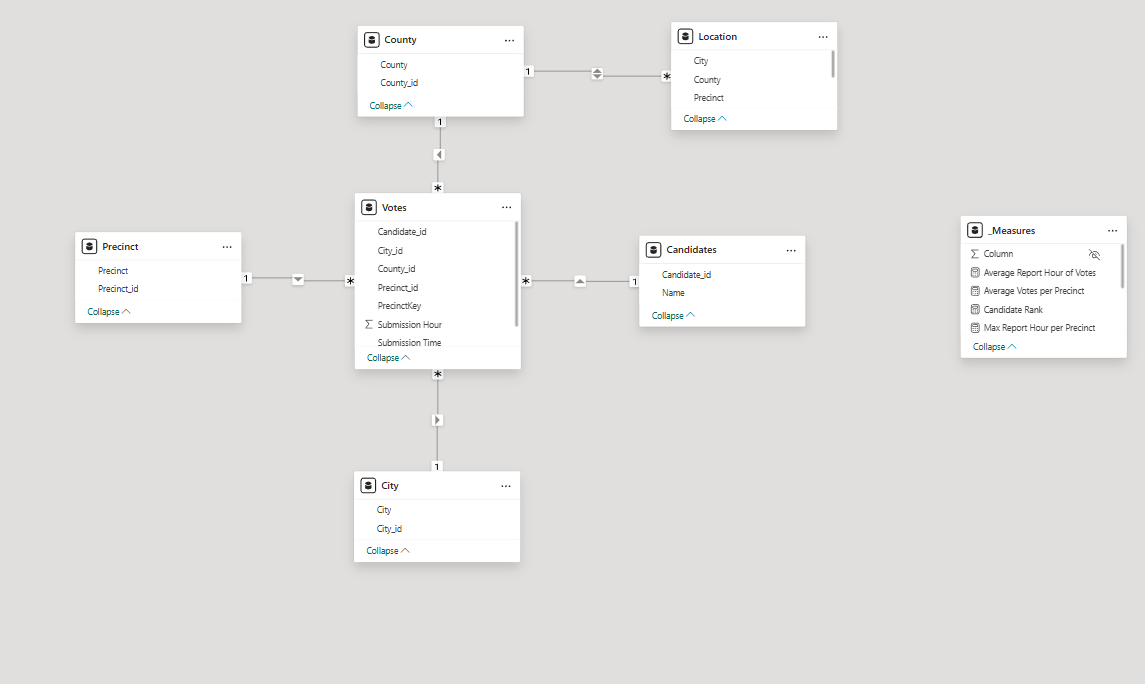 County
County
County_id
Collapse
Location
City
County
Precinct
Collapse
1
*
1
*
Precinct
Precinct
Precinct_id
Collapse
1
*
Votes
Candidate_id
City_id
County_id
Precinct_id
PrecinctKey
Submission Hour
Submission Time
Collapse
*
1
Candidates
Candidate_id
Name
Collapse
_Measures
Column
Average Report Hour of Votes
Average Votes per Precinct
Candidate Rank
Max Report Hour per Precinct
Collapse
*
1
City
City
City_id
Collapse